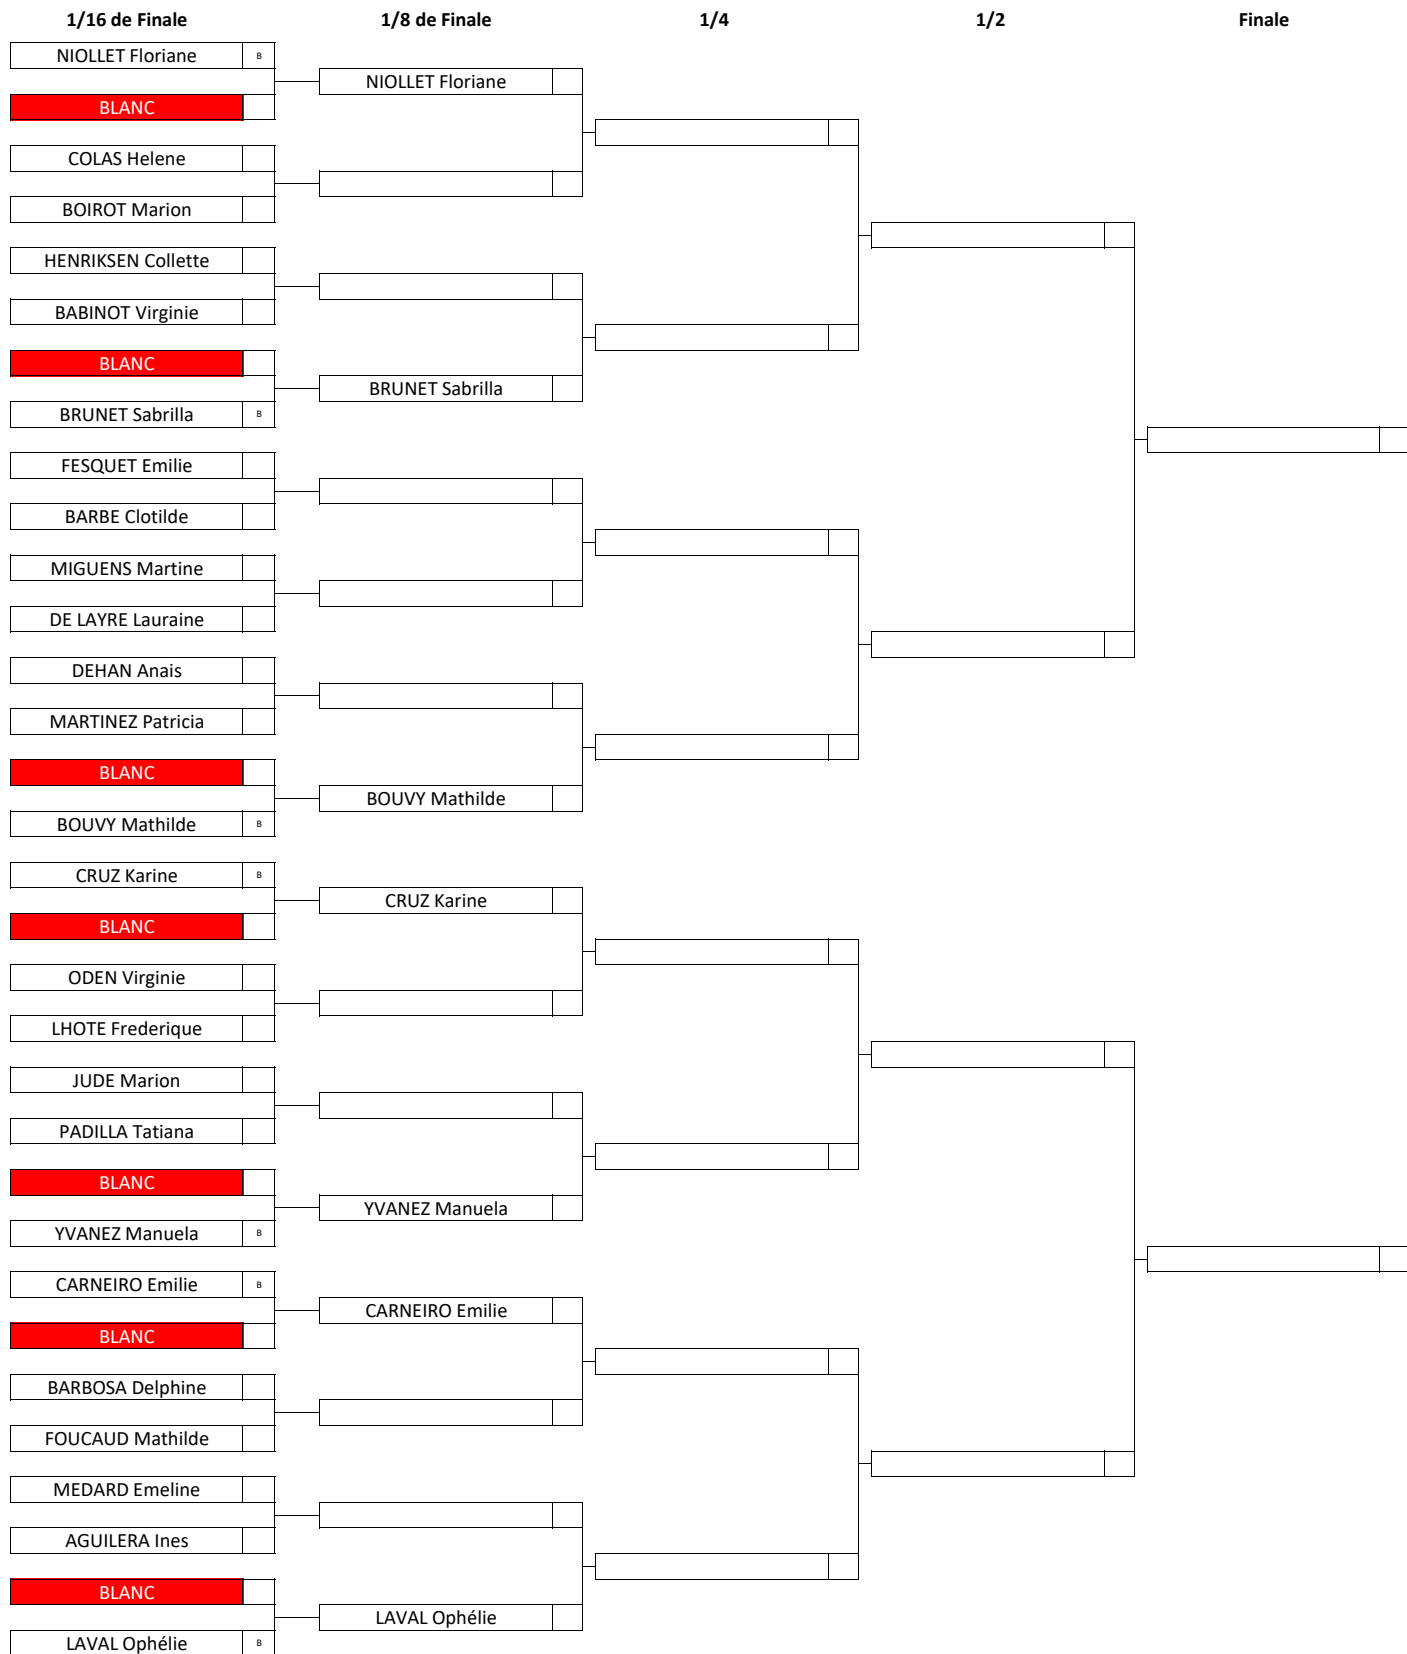 1/16 de Finale 1/8 de Finale 1/4 1/2 Finale
NIOLLET Floriane B
NIOLLET Floriane
BLANC
COLAS Helene
BOIROT Marion
HENRIKSEN Collette
BABINOT Virginie
BLANC
BRUNET Sabrilla
BRUNET Sabrilla B
FESQUET Emilie
BARBE Clotilde
MIGUENS Martine
DE LAYRE Lauraine
DEHAN Anais
MARTINEZ Patricia
BLANC
BOUVY Mathilde
BOUVY Mathilde B
CRUZ Karine B
CRUZ Karine
BLANC
ODEN Virginie
LHOTE Frederique
JUDE Marion
PADILLA Tatiana
BLANC
YVANEZ Manuela
YVANEZ Manuela B
CARNEIRO Emilie B
CARNEIRO Emilie
BLANC
BARBOSA Delphine
FOUCAUD Mathilde
MEDARD Emeline
AGUILERA Ines
BLANC
LAVAL Ophélie
LAVAL Ophélie B